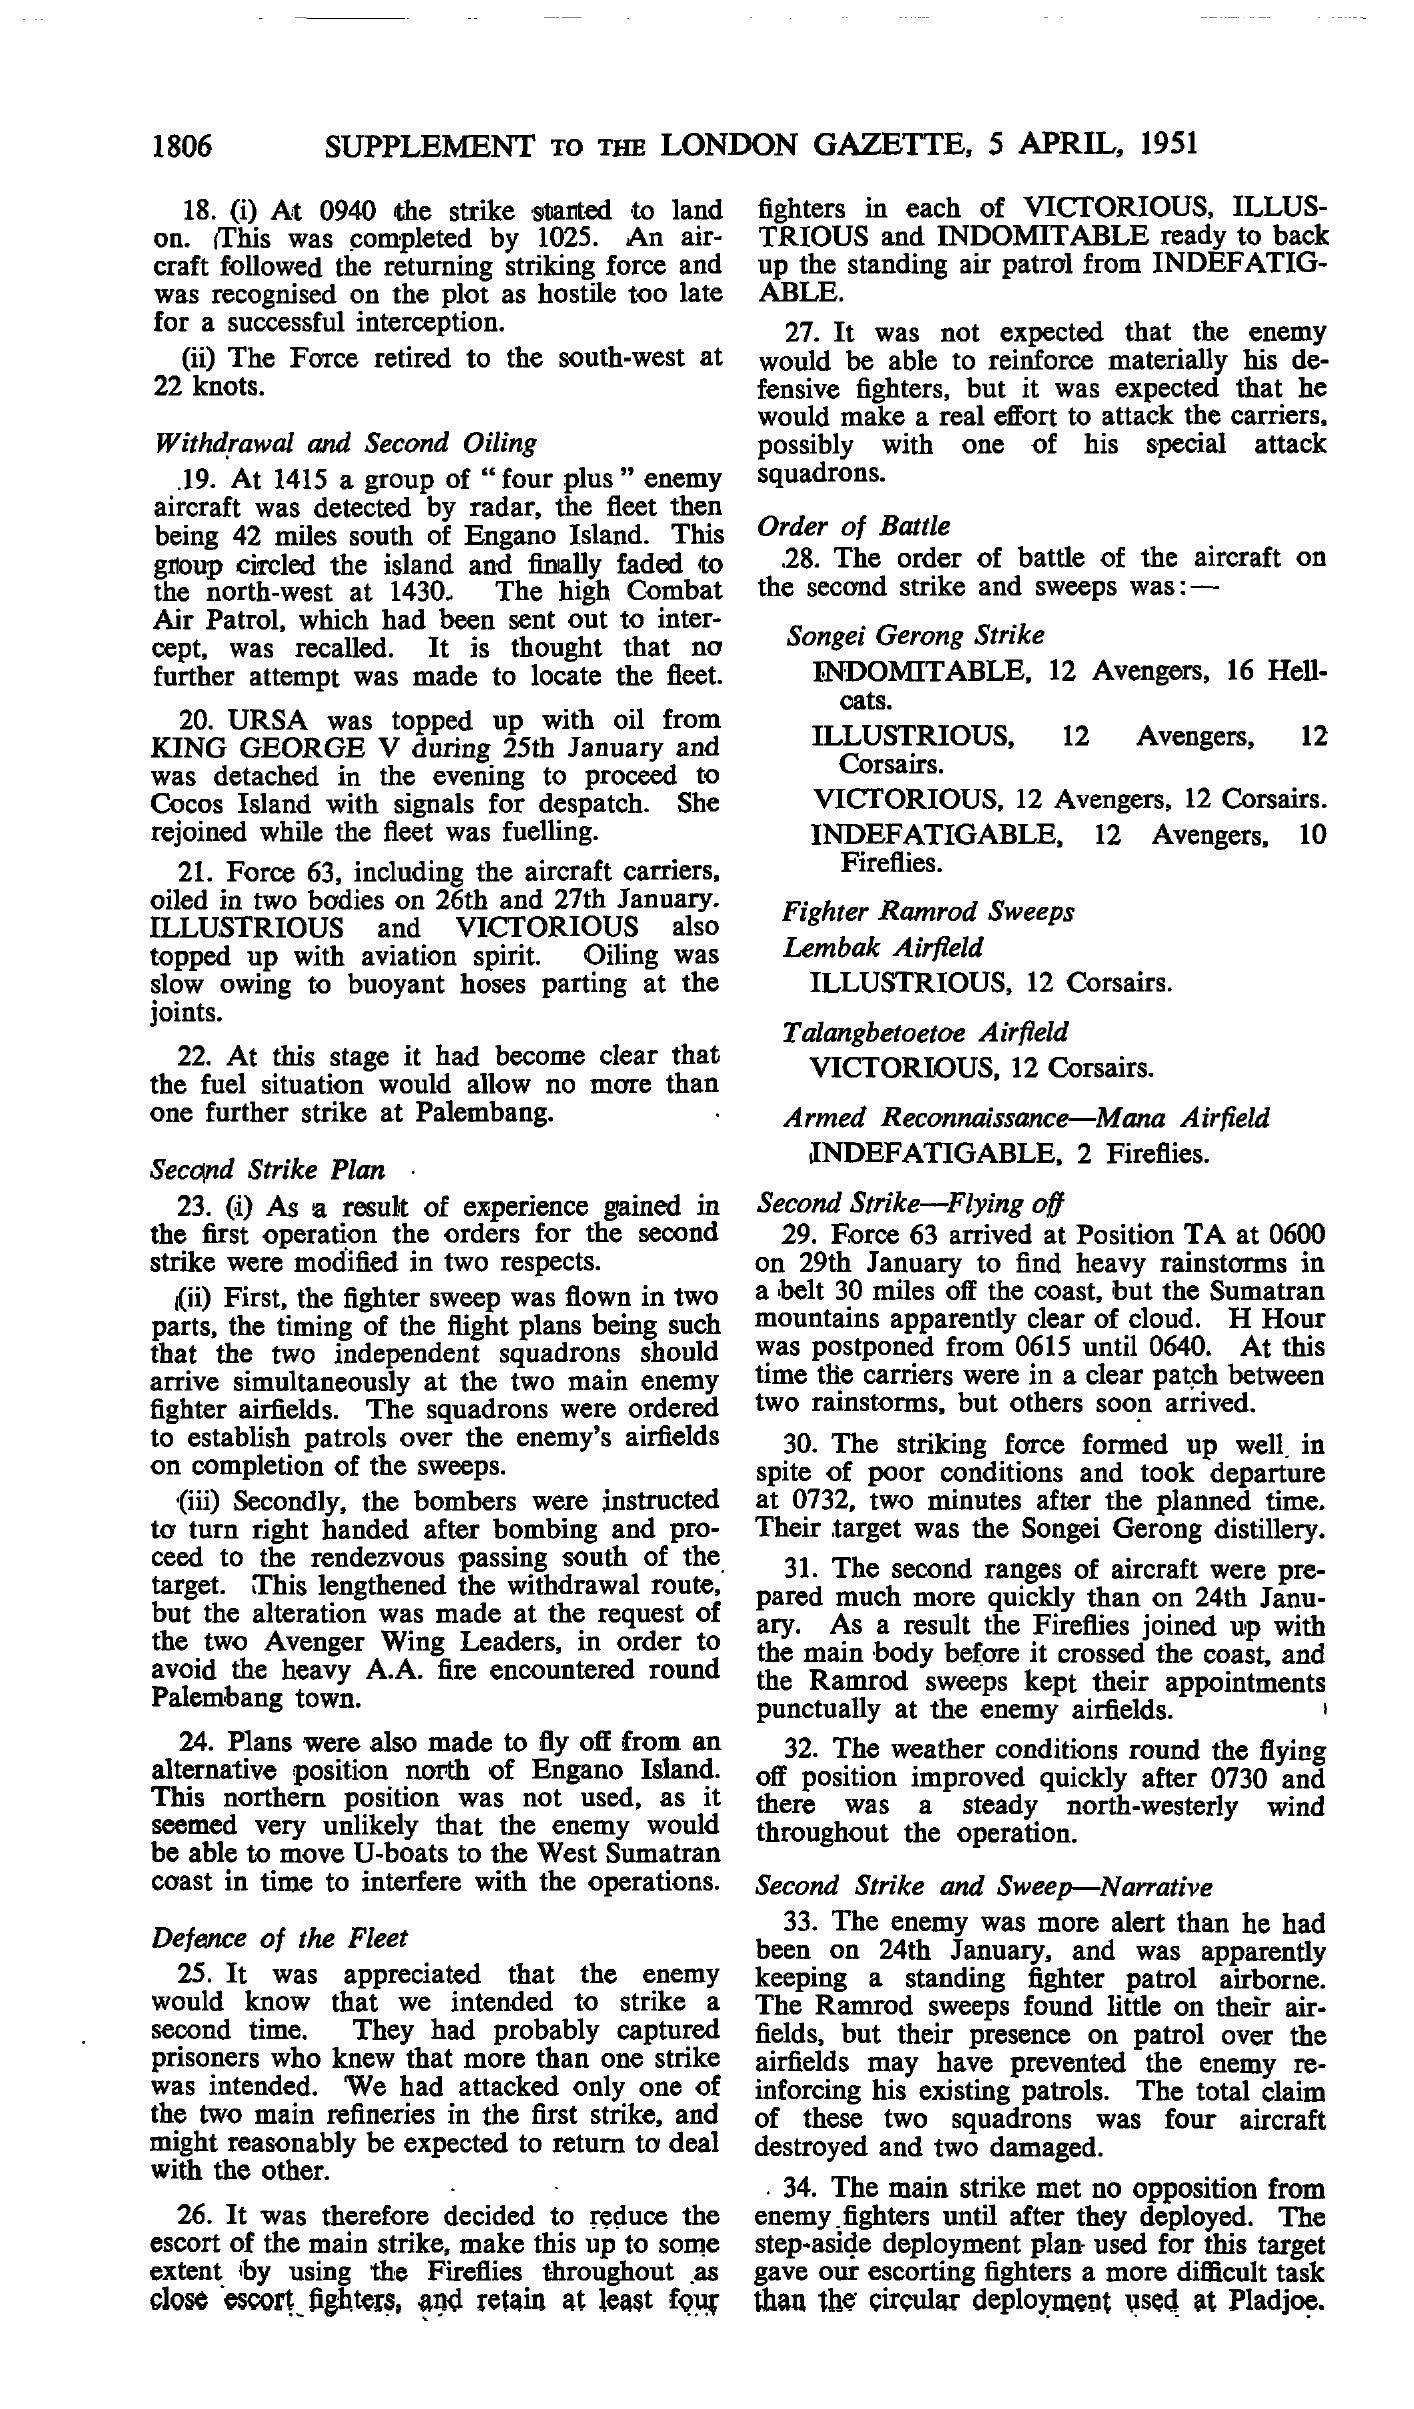 1806 SUPPLEMENT TO THE LONDON GAZETTE, 5 APRIL, 1951
18. (i) At 0940 the strike started to land
on. This was completed by 1025. An air-
craft followed the returning striking force and
was recognised on the plot as hostile too late
for a successful interception.
(ii) The Force retired to the south-west at
22 knots.
Withdrawal and Second Oiling
19. At 1415 a group of "four plus" enemy
aircraft was detected by radar, the fleet then
being 42 miles south of Engano Island. This
group circled the island and finally faded to
the north-west at 1430. The high Combat
Air Patrol, which had been sent out to inter-
cept, was recalled. It is thought that no
further attempt was made to locate the fleet.
20. URSA was topped up with oil from
KING GEORGE V during 25th January and
was detached in the evening to proceed to
Cocos Island with signals for despatch. She
rejoined while the fleet was fuelling.
21. Force 63, including the aircraft carriers,
oiled in two bodies on 26th and 27th January.
ILLUSTRIOUS and VICTORIOUS also
topped up with aviation spirit. Oiling was
slow owing to buoyant hoses parting at the
joints.
22. At this stage it had become clear that
the fuel situation would allow no more than
one further strike at Palembang.
Second Strike Plan
23. (i) As a result of experience gained in
the first operation the orders for the second
strike were modified in two respects.
(ii) First, the fighter sweep was flown in two
parts, the timing of the flight plans being such
that the two independent squadrons should
arrive simultaneously at the two main enemy
fighter airfields. The squadrons were ordered
to establish patrols over the enemy's airfields
on completion of the sweeps.
(iii) Secondly, the bombers were instructed
to turn right handed after bombing and pro-
ceed to the rendezvous passing south of the
target. This lengthened the withdrawal route,
but the alteration was made at the request of
the two Avenger Wing Leaders, in order to
avoid the heavy A.A. fire encountered round
Palembang town.
24. Plans were also made to fly off from an
alternative position north of Engano Island.
This northern position was not used, as it
seemed very unlikely that the enemy would
be able to move U-boats to the West Sumatran
coast in time to interfere with the operations.
Defence of the Fleet
25. It was appreciated that the enemy
would know that we intended to strike a
second time. They had probably captured
prisoners who knew that more than one strike
was intended. We had attacked only one of
the two main refineries in the first strike, and
might reasonably be expected to return to deal
with the other.
26. It was therefore decided to reduce the
escort of the main strike, make this up to some
extent by using the Fireflies throughout as
close escort fighters, and retain at least four
fighters in each of VICTORIOUS, ILLUS-
TRIOUS and INDOMITABLE ready to back
up the standing air patrol from INDEFATIG-
ABLE.
27. It was not expected that the enemy
would be able to reinforce materially his de-
fensive fighters, but it was expected that he
would make a real effort to attack the carriers,
possibly with one of his special attack
squadrons.
Order of Battle
28. The order of battle of the aircraft on
the second strike and sweeps was:—
Songei Gerong Strike
INDOMITABLE, 12 Avengers, 16 Hell-
cats.
ILLUSTRIOUS, 12 Avengers, 12
Corsairs.
VICTORIOUS, 12 Avengers, 12 Corsairs.
INDEFATIGABLE, 12 Avengers, 10
Fireflies.
Fighter Ramrod Sweeps
Lembak Airfield
ILLUSTRIOUS, 12 Corsairs.
Talangbetoetoe Airfield
VICTORIOUS, 12 Corsairs.
Armed Reconnaissance—Mana Airfield
INDEFATIGABLE, 2 Fireflies.
Second Strike—Flying off
29. Force 63 arrived at Position TA at 0600
on 29th January to find heavy rainstorms in
a belt 30 miles off the coast, but the Sumatran
mountains apparently clear of cloud. H Hour
was postponed from 0615 until 0640. At this
time the carriers were in a clear patch between
two rainstorms, but others soon arrived.
30. The striking force formed up well in
spite of poor conditions and took departure
at 0732, two minutes after the planned time.
Their target was the Songei Gerong distillery.
31. The second ranges of aircraft were pre-
pared much more quickly than on 24th Janu-
ary. As a result the Fireflies joined up with
the main body before it crossed the coast, and
the Ramrod sweeps kept their appointments
punctually at the enemy airfields.
32. The weather conditions round the flying
off position improved quickly after 0730 and
there was a steady north-westerly wind
throughout the operation.
Second Strike and Sweep—Narrative
33. The enemy was more alert than he had
been on 24th January, and was apparently
keeping a standing fighter patrol airborne.
The Ramrod sweeps found little on their air-
fields, but their presence on patrol over the
airfields may have prevented the enemy re-
inforcing his existing patrols. The total claim
of these two squadrons was four aircraft
destroyed and two damaged.
34. The main strike met no opposition from
enemy fighters until after they deployed. The
step-aside deployment plan used for this target
gave our escorting fighters a more difficult task
than the circular deployment used at Pladjoe.